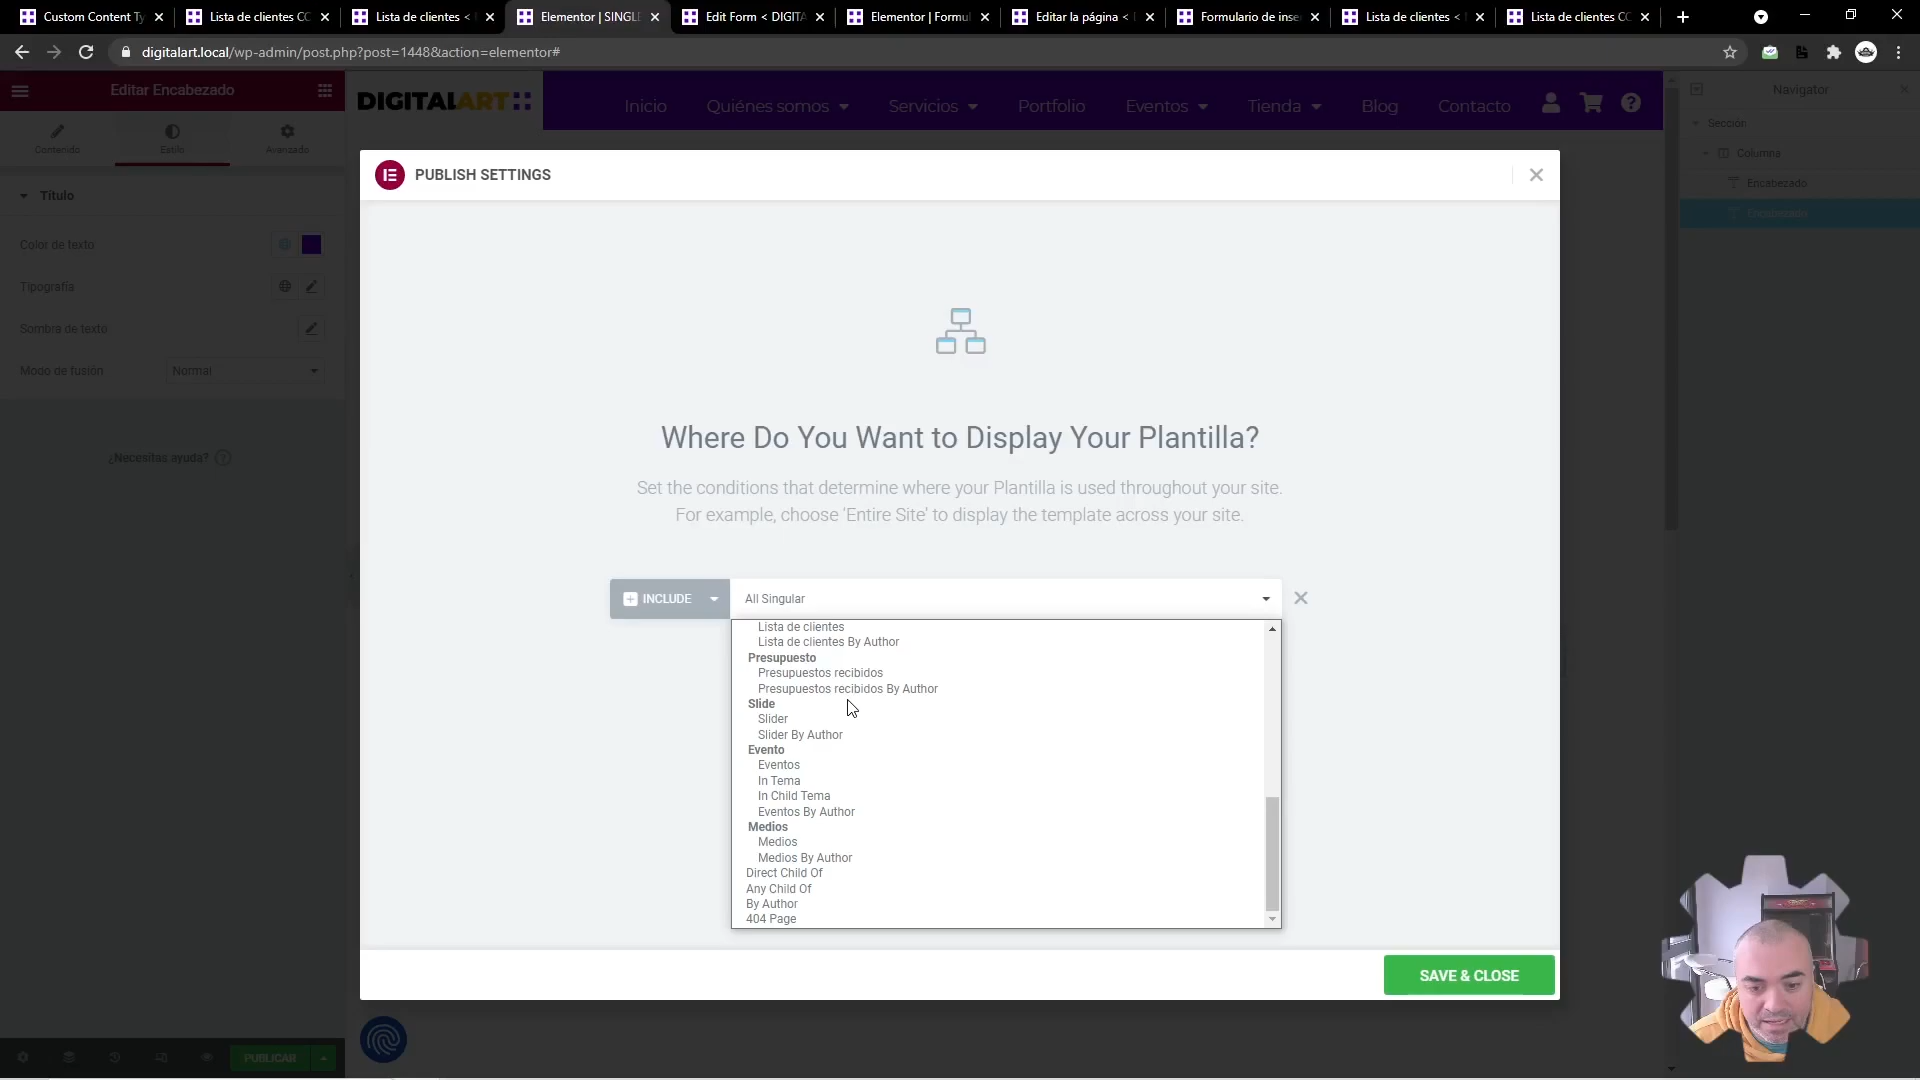 Custom Content Ty
Lista de clientes CC
Lista de clientes <
Elementor | SINGLE
Edit Form < DIGITA
Elementor | Formul
Editar la página <
Formulario de inse
Lista de clientes <
Lista de clientes CC
digitalart.local/wp-admin/post.php?post=1448&action=elementor#
Editar Encabezado
DIGITALART
Inicio
Quiénes somos
Servicios
Portfolio
Eventos
Tienda
Blog
Contacto
Navigator
Contenido
Estilo
Avanzado
Sección
Columna
Encabezado
Encabezado
PUBLISH SETTINGS
Título
Color de texto
Tipografía
Sombra de texto
Modo de fusión
Normal
¿Necesitas ayuda?
Where Do You Want to Display Your Plantilla?
Set the conditions that determine where your Plantilla is used throughout your site.
For example, choose 'Entire Site' to display the template across your site.
INCLUDE
All Singular
Lista de clientes
Lista de clientes By Author
Presupuesto
Presupuestos recibidos
Presupuestos recibidos By Author
Slide
Slider
Slider By Author
Evento
Eventos
In Tema
In Child Tema
Eventos By Author
Medios
Medios
Medios By Author
Direct Child Of
Any Child Of
By Author
404 Page
SAVE & CLOSE
PUBLICAR